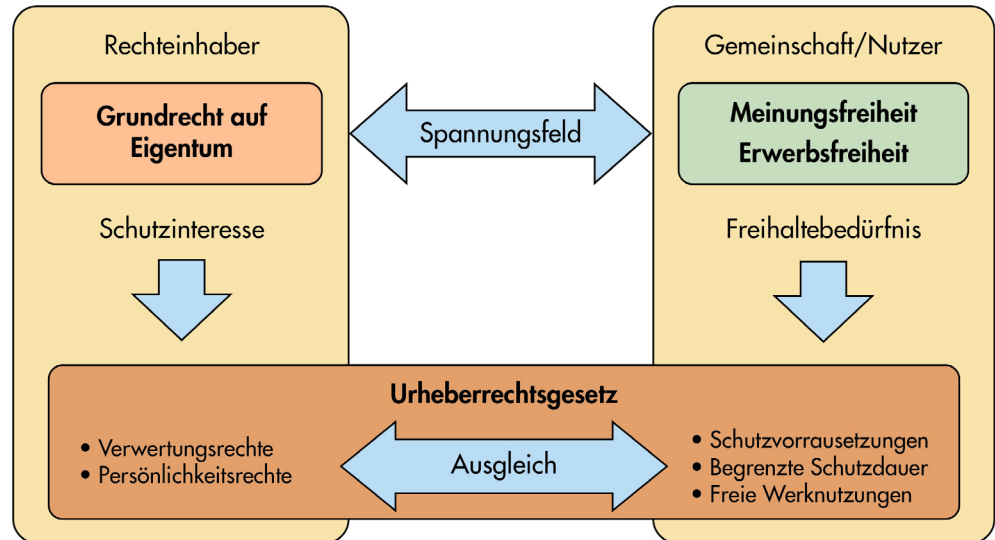 Rechteinhaber
Grundrecht auf
Eigentum
Schutzinteresse
Spannungsfeld
Gemeinschaft/Nutzer
Meinungsfreiheit
Erwerbsfreiheit
Freihaltebedürfnis
Urheberrechtsgesetz
• Verwertungsrechte
• Persönlichkeitsrechte
Ausgleich
• Schutzvorrausetzungen
• Begrenzte Schutzdauer
• Freie Werknutzungen